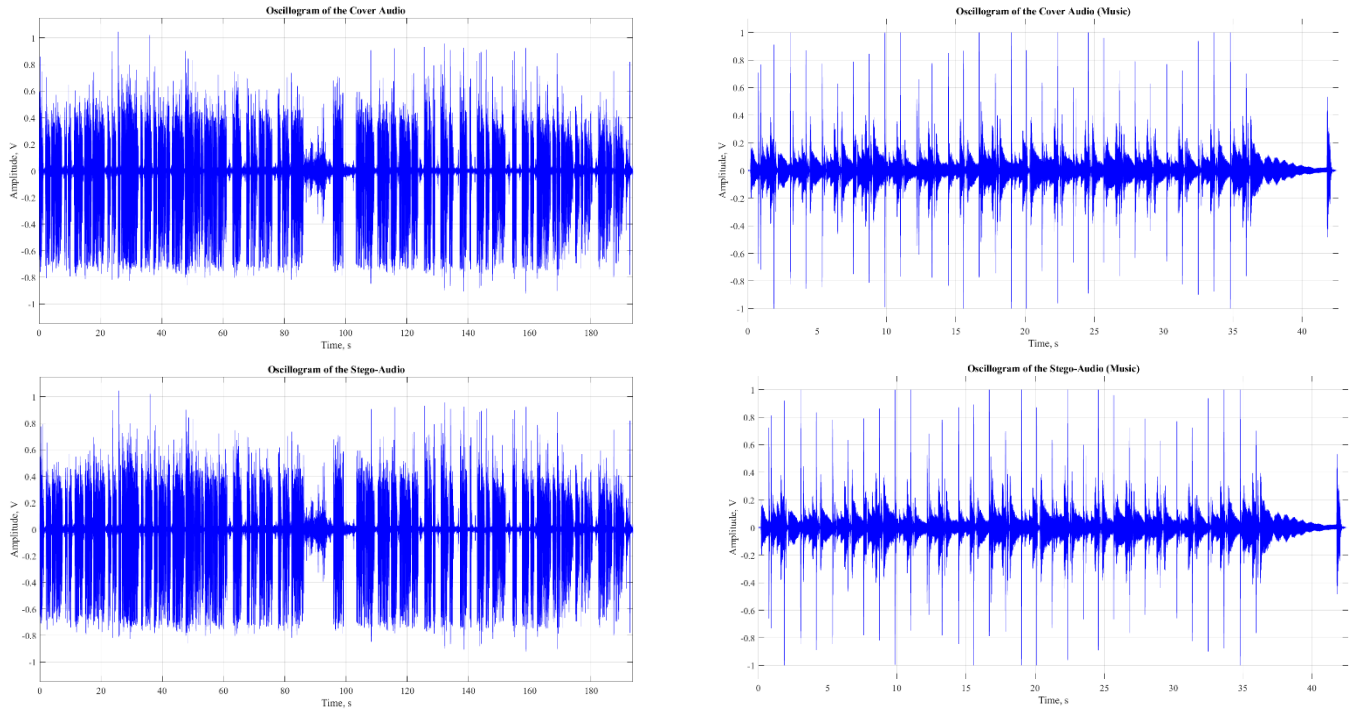 Oscillogram of the Cover Audio
1
0.8
0.6
0.4
0.2
0
-0.2
-0.4
-0.6
-0.8
-1
Amplitude, V
0 20 40 60 80 100 120 140 160 180
Time, s
Oscillogram of the Cover Audio (Music)
1
0.8
0.6
0.4
0.2
0
-0.2
-0.4
-0.6
-0.8
-1
Amplitude, V
0 5 10 15 20 25 30 35 40
Time, s
Oscillogram of the Stego-Audio
1
0.8
0.6
0.4
0.2
0
-0.2
-0.4
-0.6
-0.8
-1
Amplitude, V
0 20 40 60 80 100 120 140 160 180
Time, s
Oscillogram of the Stego-Audio (Music)
1
0.8
0.6
0.4
0.2
0
-0.2
-0.4
-0.6
-0.8
-1
Amplitude, V
0 5 10 15 20 25 30 35 40
Time, s